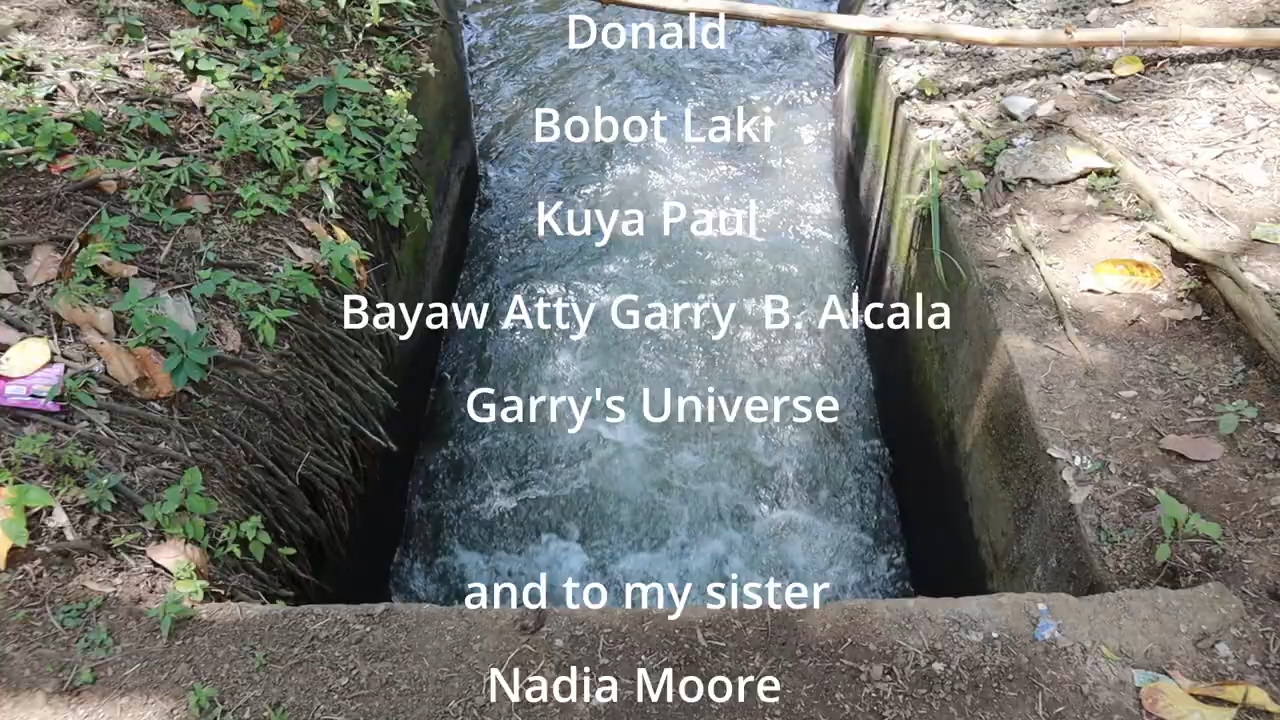 Donald
Bobot Laki
Kuya Paul
Bayaw Atty Garry B. Alcala
Garry's Universe
and to my sister
Nadia Moore